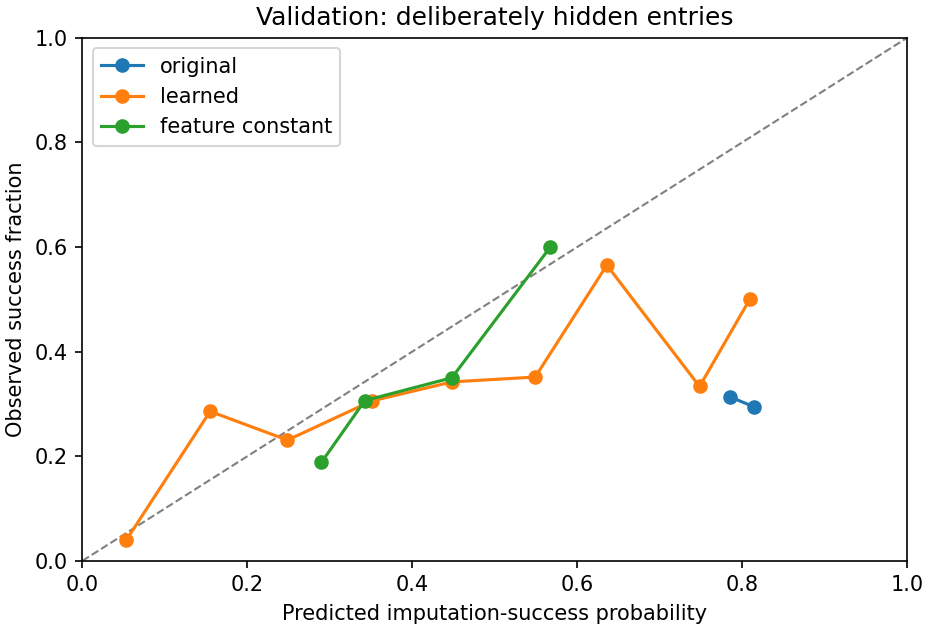 Validation: deliberately hidden entries
original
learned
feature constant
1.0
0.8
0.6
0.4
0.2
0.0
Observed success fraction
0.0 0.2 0.4 0.6 0.8 1.0
Predicted imputation-success probability